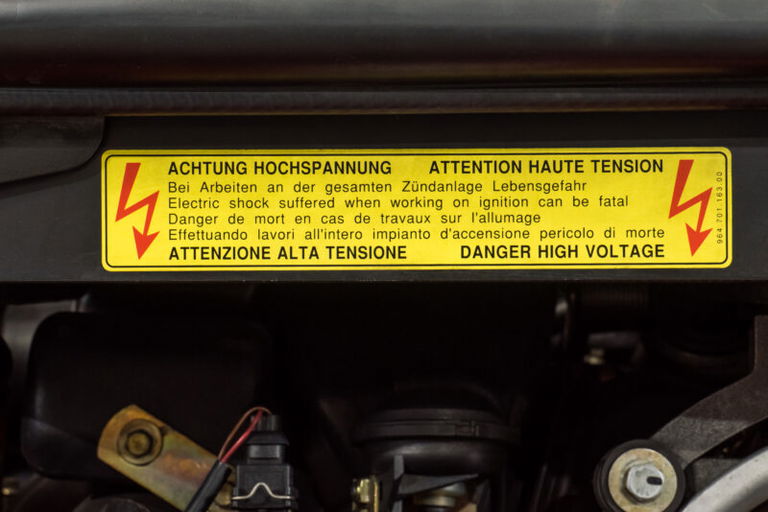 ACHTUNG HOCHSPANNUNG ATTENTION HAUTE TENSION
Bei Arbeiten an der gesamten Zündanlage Lebensgefahr
Electric shock suffered when working on ignition can be fatal
Danger de mort en cas de travaux sur l'allumage
Effettuando lavori all'intero impianto d'accensione pericolo di morte
ATTENZIONE ALTA TENSIONE DANGER HIGH VOLTAGE
964 701 163 00